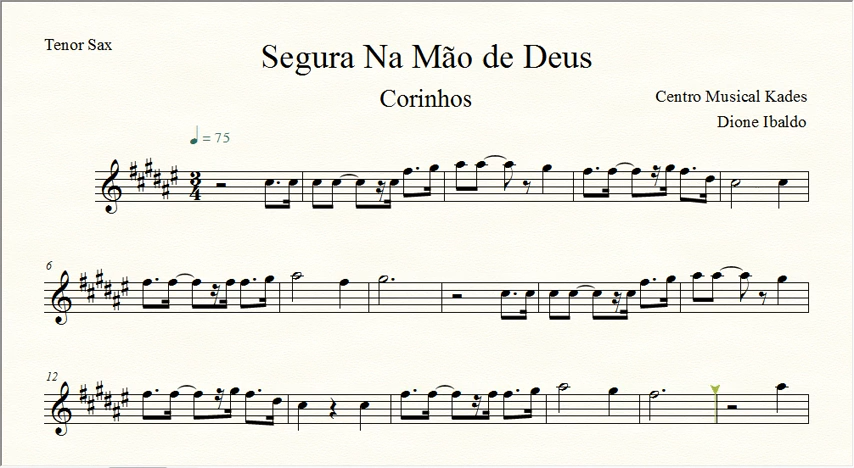 Tenor Sax
Segura Na Mão de Deus
Corinhos
Centro Musical Kades
Dione Ibaldo
= 75
3
4
6
12